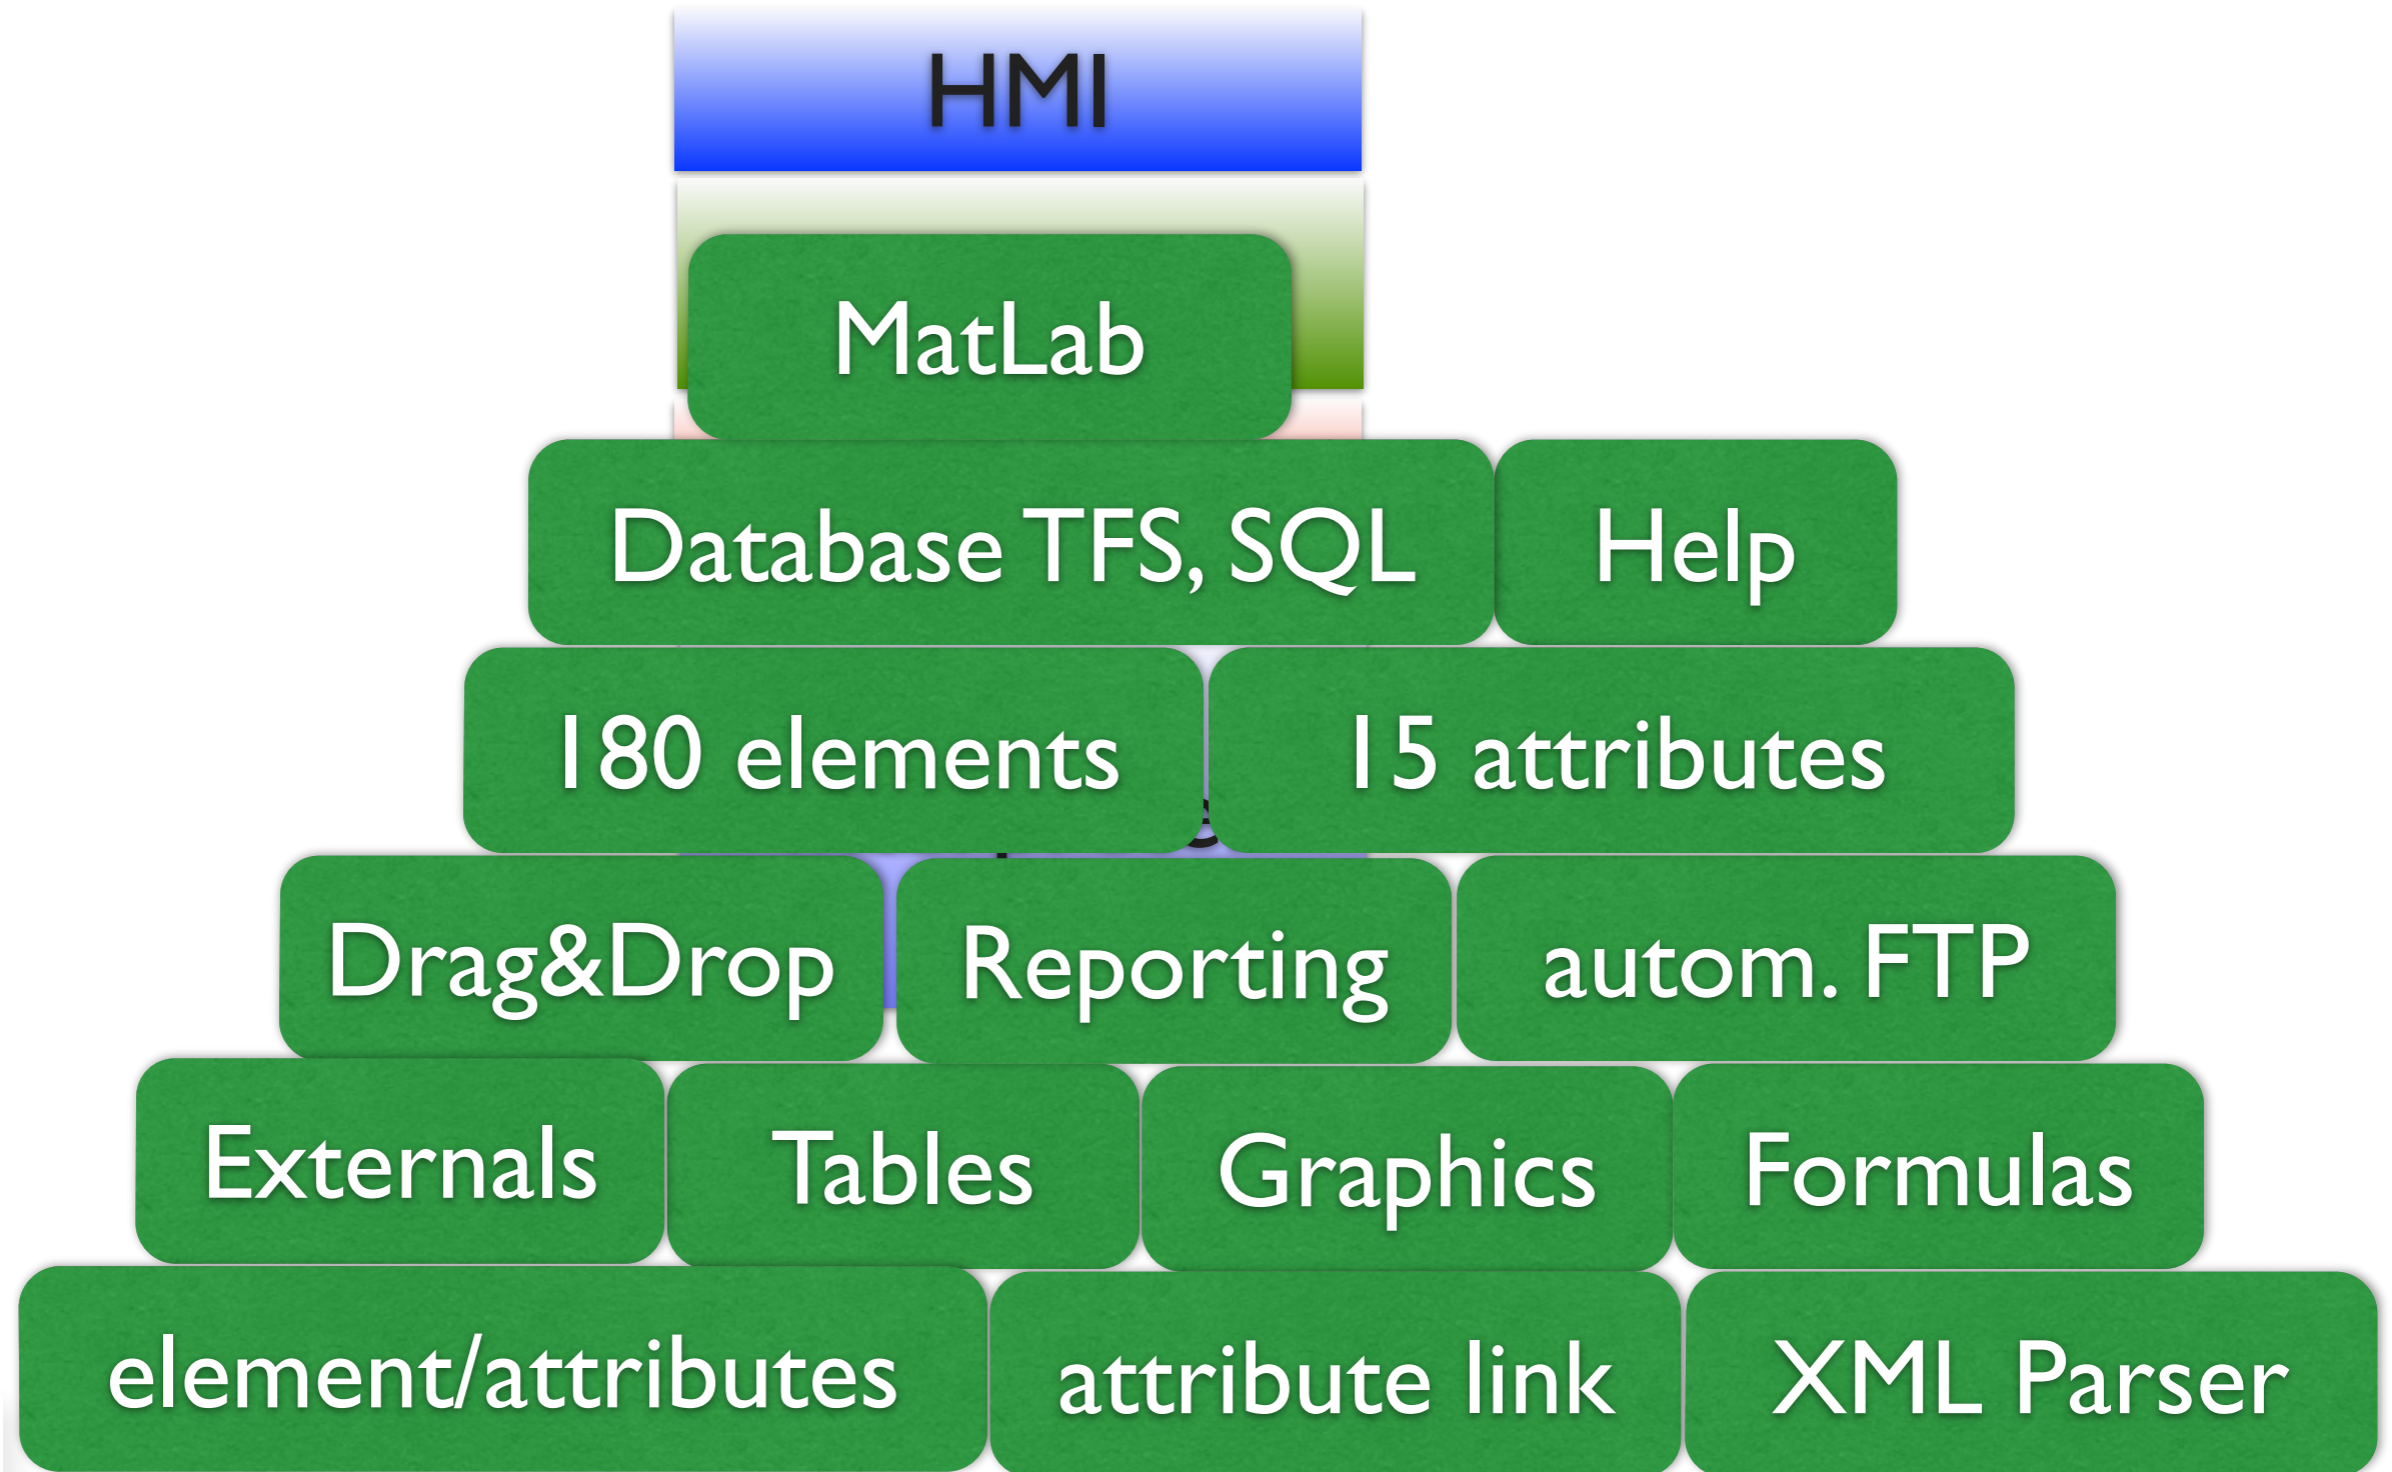 HMI
MatLab
Database TFS, SQL
Help
180 elements
15 attributes
Drag&Drop
Reporting
autom. FTP
Externals
Tables
Graphics
Formulas
element/attributes
attribute link
XML Parser